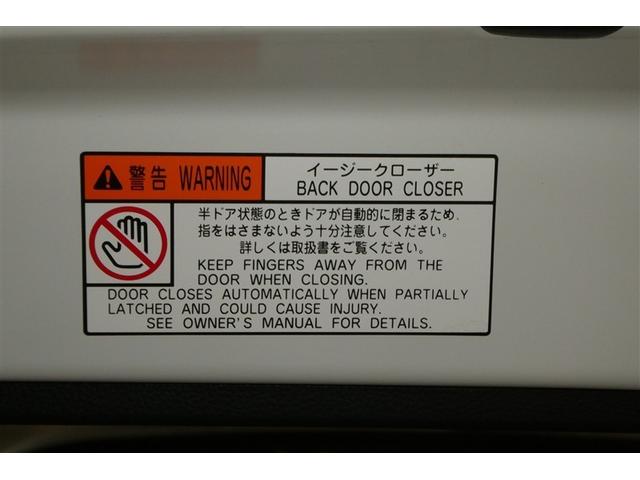 警告 WARNING
イージークローザー
BACK DOOR CLOSER
半ドア状態のときドアが自動的に閉まるため、
指をはさまないよう十分注意してください。
詳しくは取扱書をご覧ください。
KEEP FINGERS AWAY FROM THE
DOOR WHEN CLOSING.
DOOR CLOSES AUTOMATICALLY WHEN PARTIALLY
LATCHED AND COULD CAUSE INJURY.
SEE OWNER'S MANUAL FOR DETAILS.